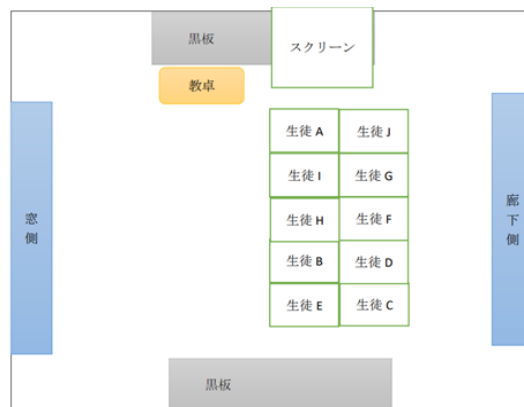 黒板
スクリーン
教卓
生徒 A
生徒 J
生徒 I
生徒 G
生徒 H
生徒 F
生徒 B
生徒 D
生徒 E
生徒 C
窓側
廊下側
黒板